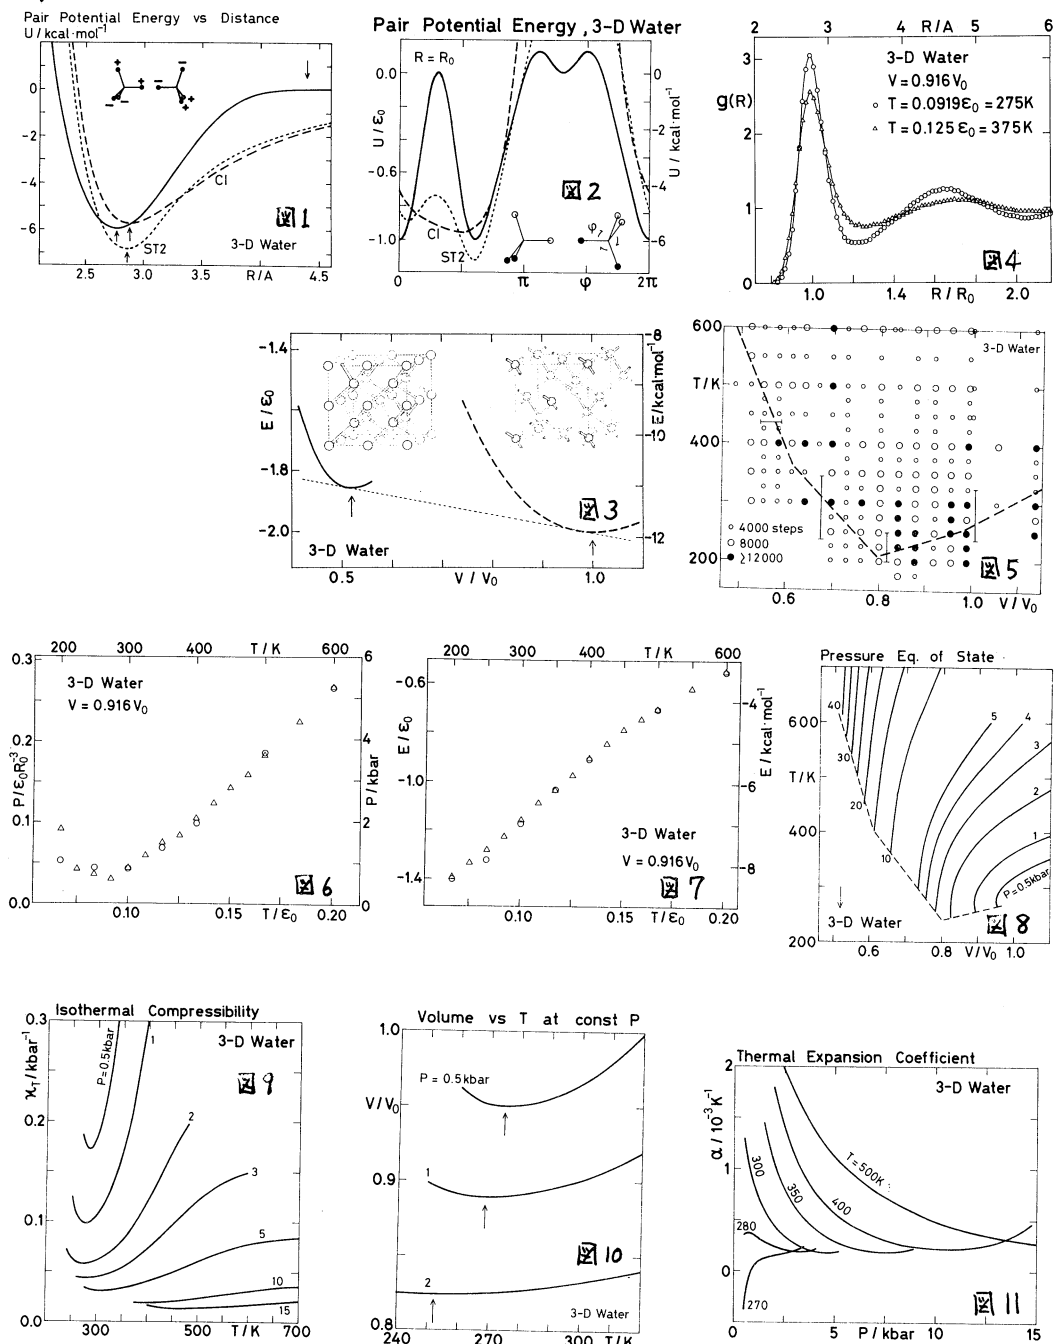 Pair Potential Energy vs Distance
U/kcal·mol⁻¹
0
-2
-4
-6
+
-
+
-
-
+
-
+
CI
ST2
図1
3-D Water
2.5
3.0
3.5
R/A
4.5
Pair Potential Energy, 3-D Water
R = R₀
0.0
U/ε₀
-0.6
-1.0
0
-2
-4
-6
U / kcal·mol⁻¹
図2
CI
ST2
φ
0
π
φ
2π
2
3
4
R/A
6
4
g(R)
3
2
1
0
3-D Water
V = 0.916V₀
T = 0.0919ε₀ = 275K
T = 0.125ε₀ = 375K
図4
1.0
1.4
R/R₀
2.0
-1.4
E/ε₀
-1.8
-2.0
-8
E/kcal·mol⁻¹
-10
-12
図3
3-D Water
0.5
V/V₀
1.0
600
T/K
400
200
3-D Water
4000 steps
8000
≥12000
図5
0.6
0.8
1.0
V/V₀
200
300
400
T/K
600
0.3
0.2
P/ε₀R₀⁻³
0.1
0.0
3-D Water
V = 0.916V₀
6
4
P/kbar
2
0
図6
0.10
0.15
T/ε₀
0.20
200
300
400
T/K
600
-0.6
E/ε₀
-1.0
-1.4
-4
E/kcal·mol⁻¹
-6
-8
3-D Water
V = 0.916V₀
図7
0.10
0.15
T/ε₀
0.20
Pressure Eq. of State
600
T/K
400
200
40
30
20
10
5
4
3
2
1
P=0.5kbar
3-D Water
図8
0.6
0.8
V/V₀
1.0
Isothermal Compressibility
0.3
ϰT/kbar⁻¹
0.2
0.1
0.0
P=0.5kbar
1
3-D Water
図9
2
3
5
10
15
300
500
T/K
700
Volume vs T at const P
1.0
V/V₀
0.9
0.8
P = 0.5kbar
1
2
図10
3-D Water
240
270
300
T/K
Thermal Expansion Coefficient
2
α/10⁻³K⁻¹
1
0
3-D Water
T=500K
300
350
400
280
270
図11
0
5
P/kbar
10
15